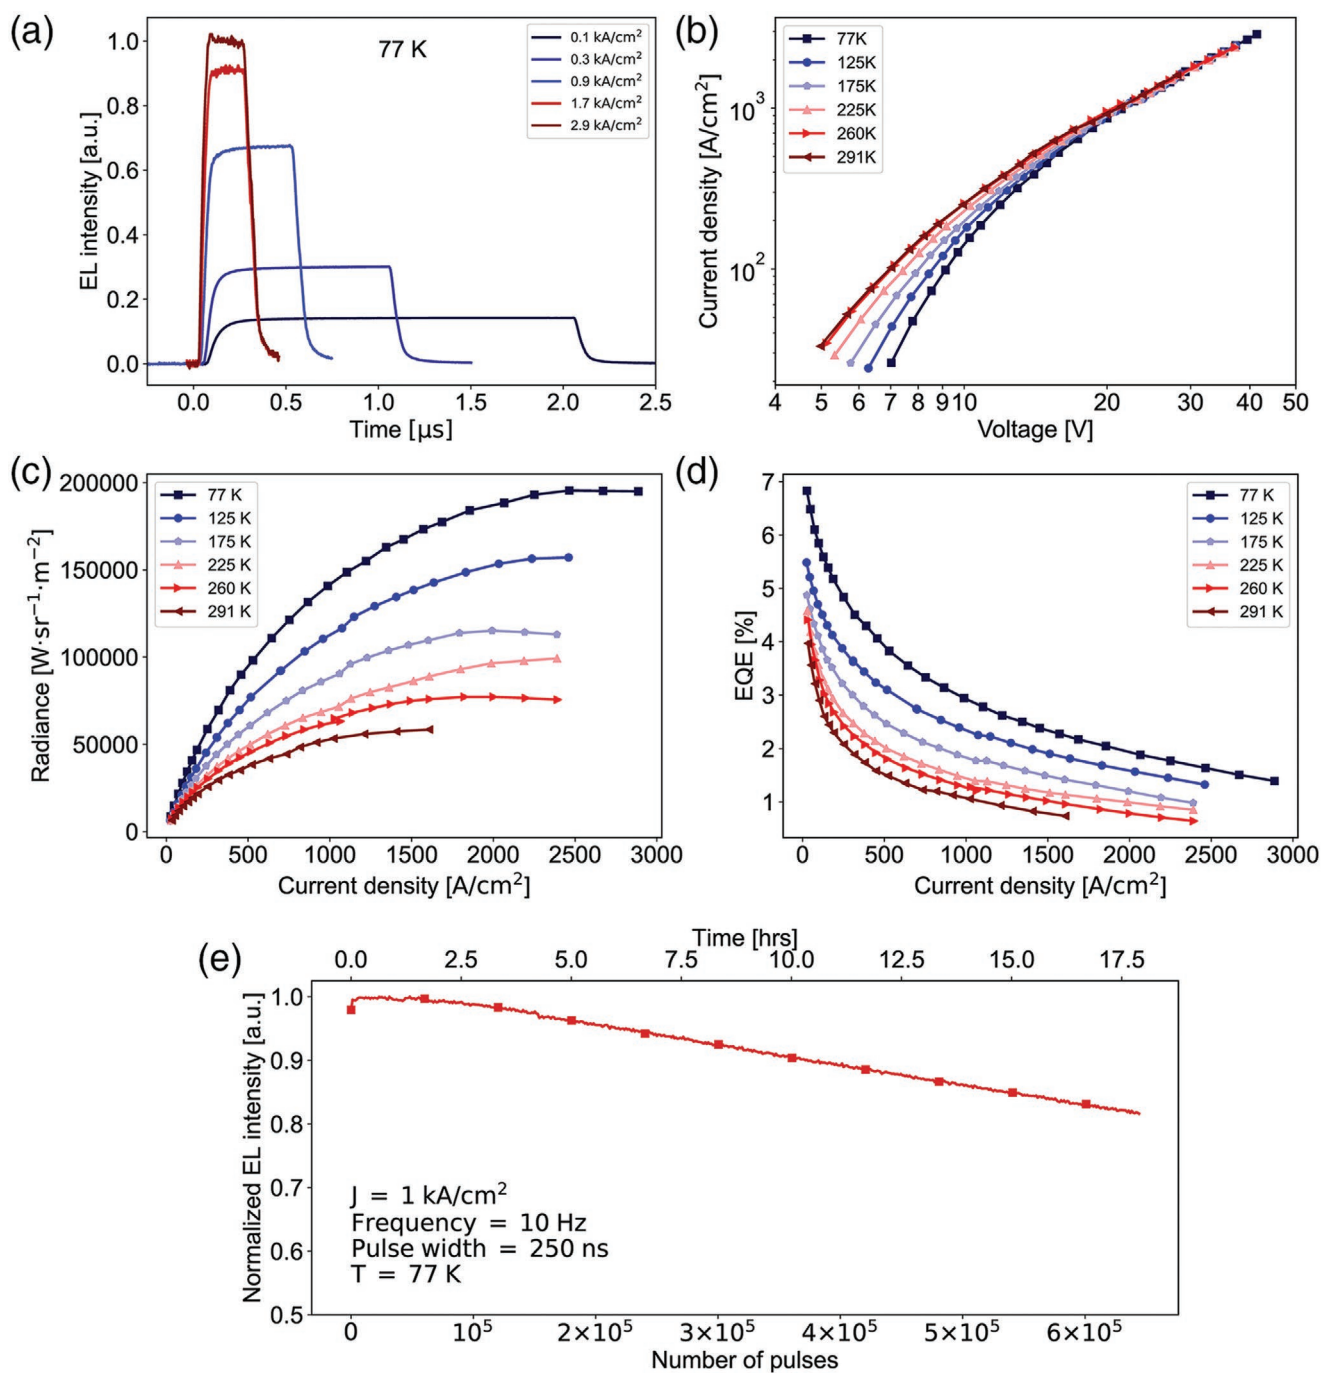 (a)
77 K
0.1 kA/cm²
0.3 kA/cm²
0.9 kA/cm²
1.7 kA/cm²
2.9 kA/cm²
EL intensity [a.u.]
1.0
0.8
0.6
0.4
0.2
0.0
0.0 0.5 1.0 1.5 2.0 2.5
Time [μs]
(b)
77K
125K
175K
225K
260K
291K
Current density [A/cm²]
10³
10²
4 5 6 7 8 9 10 20 30 40 50
Voltage [V]
(c)
77 K
125 K
175 K
225 K
260 K
291 K
Radiance [W·sr⁻¹·m⁻²]
200000
150000
100000
50000
0
0 500 1000 1500 2000 2500 3000
Current density [A/cm²]
(d)
77 K
125 K
175 K
225 K
260 K
291 K
EQE [%]
7
6
5
4
3
2
1
0 500 1000 1500 2000 2500 3000
Current density [A/cm²]
(e)
Time [hrs]
0.0 2.5 5.0 7.5 10.0 12.5 15.0 17.5
Normalized EL intensity [a.u.]
1.0
0.9
0.8
0.7
0.6
0.5
J = 1 kA/cm²
Frequency = 10 Hz
Pulse width = 250 ns
T = 77 K
0 10⁵ 2×10⁵ 3×10⁵ 4×10⁵ 5×10⁵ 6×10⁵
Number of pulses